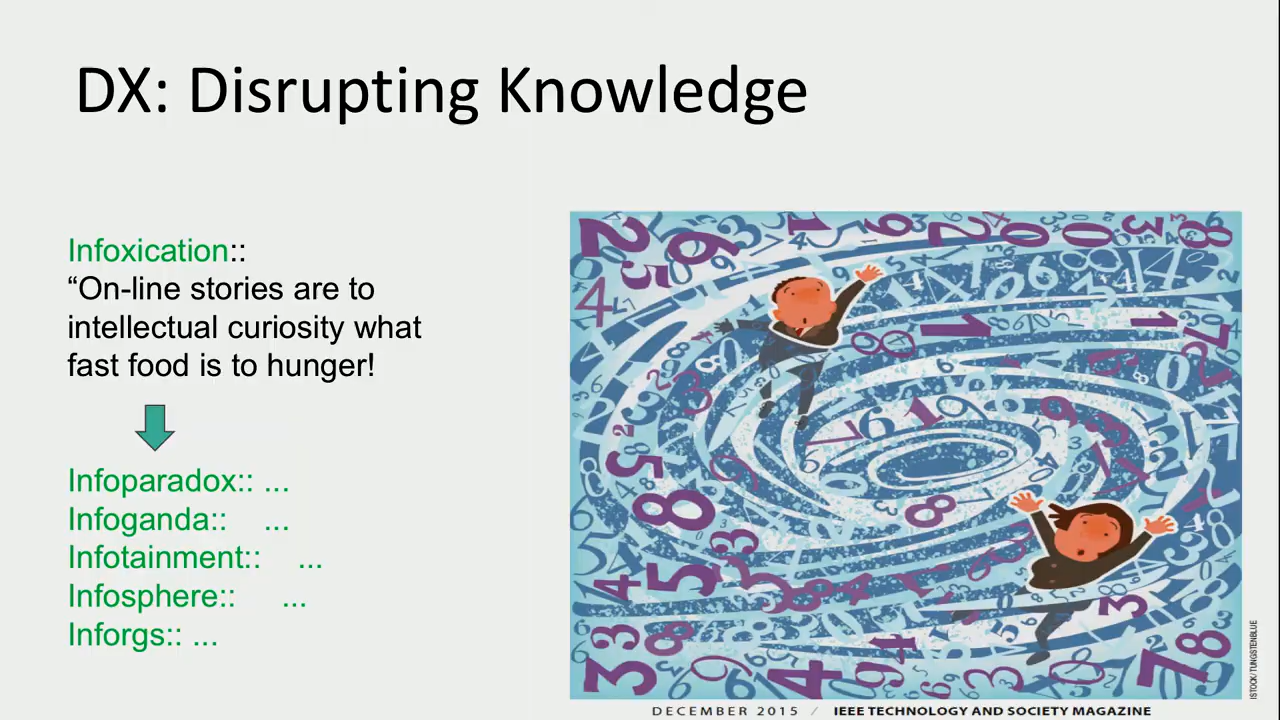 DX: Disrupting Knowledge
Infoxication::
“On-line stories are to
intellectual curiosity what
fast food is to hunger!
Infoparadox:: ...
Infoganda:: ...
Infotainment:: ...
Infosphere:: ...
Inforgs:: ...
ISTOCK/TUNGSTENBLUE
DECEMBER 2015 / IEEE TECHNOLOGY AND SOCIETY MAGAZINE